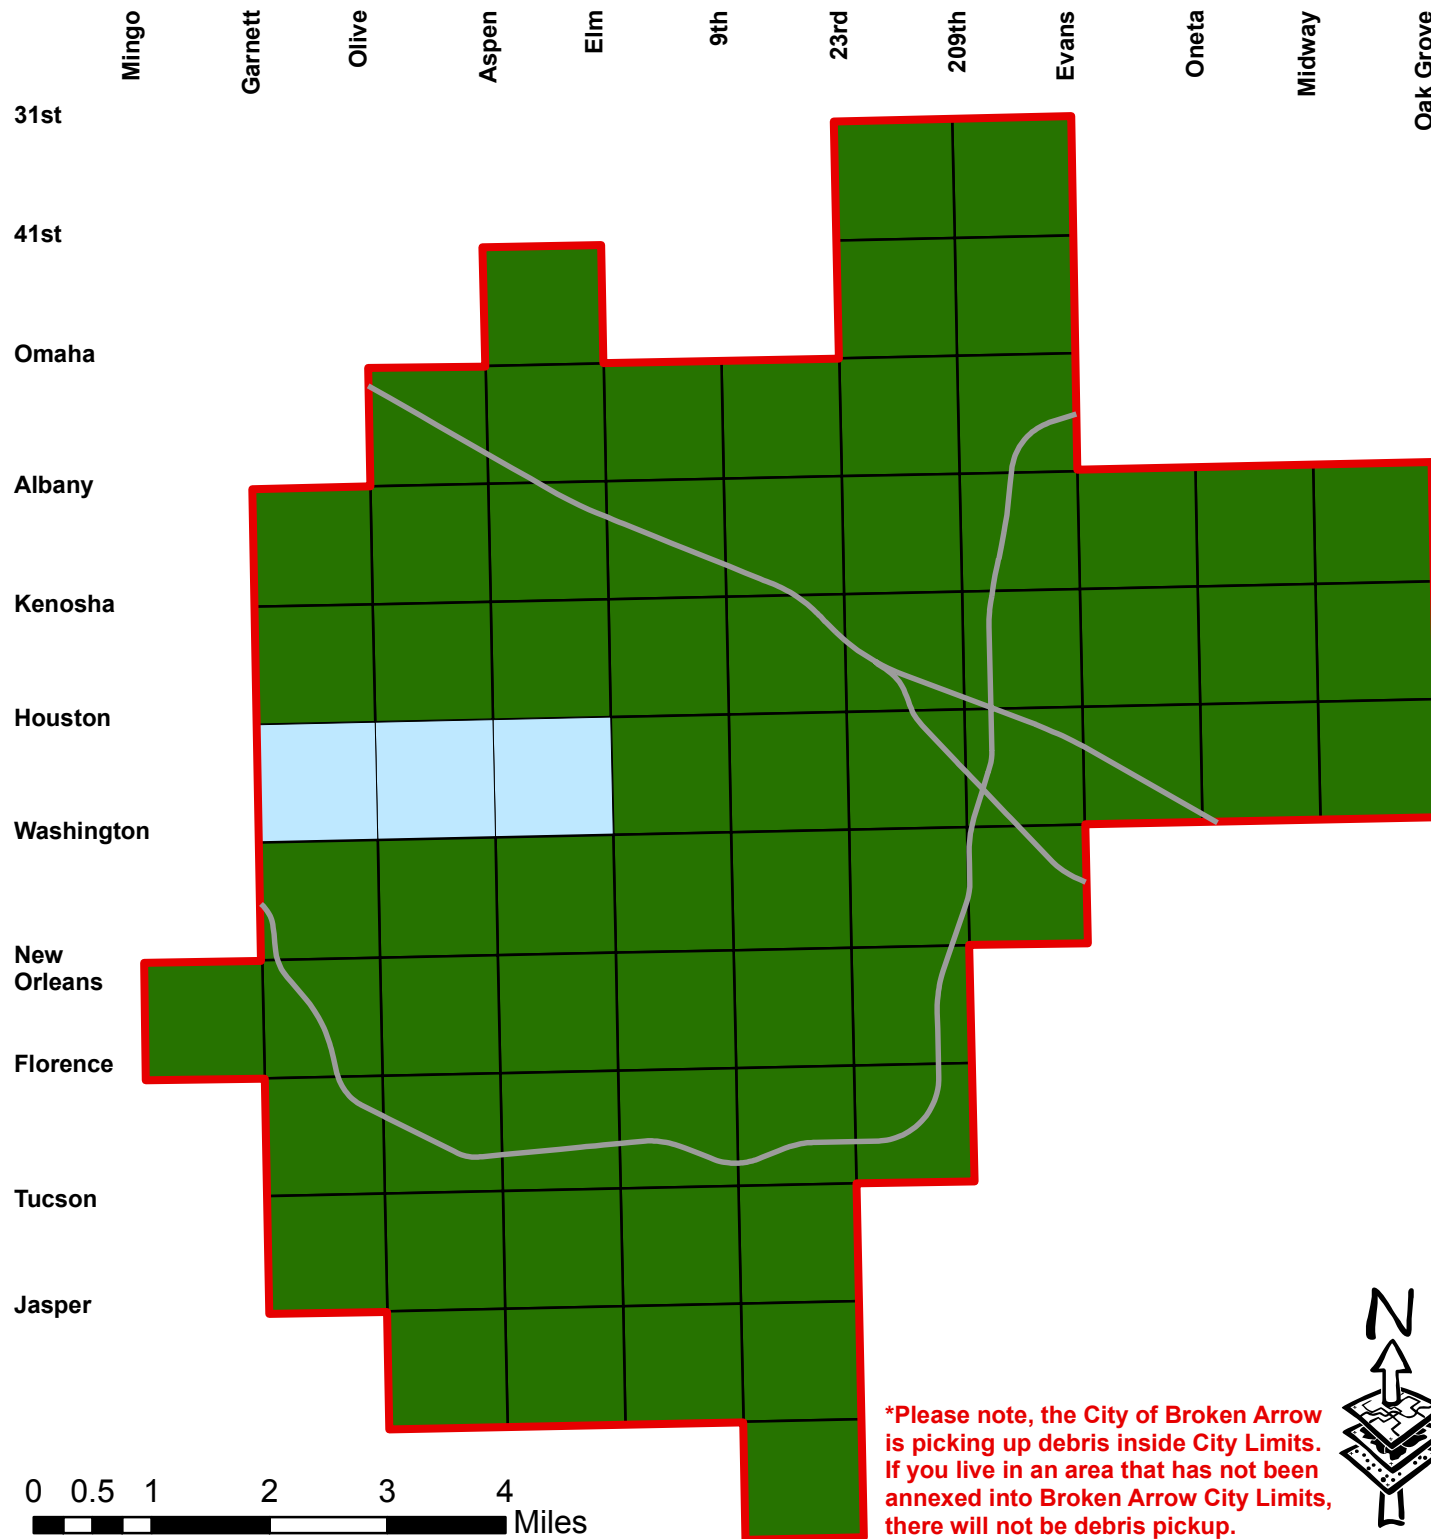 Mingo
Garnett
Olive
Aspen
Elm
9th
23rd
209th
Evans
Oneta
Midway
Oak Grove
31st
41st
Omaha
Albany
Kenosha
Houston
Washington
New
Orleans
Florence
Tucson
Jasper
N
*Please note, the City of Broken Arrow
is picking up debris inside City Limits.
If you live in an area that has not been
annexed into Broken Arrow City Limits,
there will not be debris pickup.
0 0.5 1 2 3 4
Miles